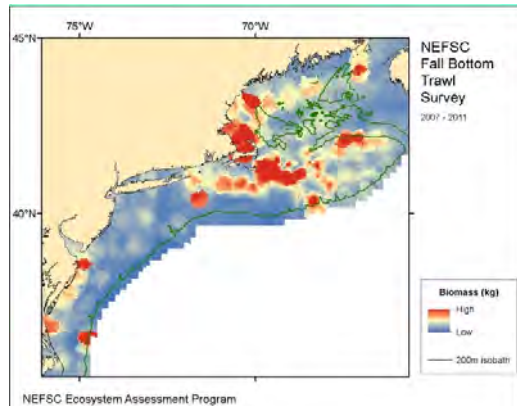 75°W 70°W
45°N
40°N
NEFSC
Fall Bottom
Trawl
Survey
2007 - 2011
Biomass (kg)
High
Low
200m isobath
NEFSC Ecosystem Assessment Program